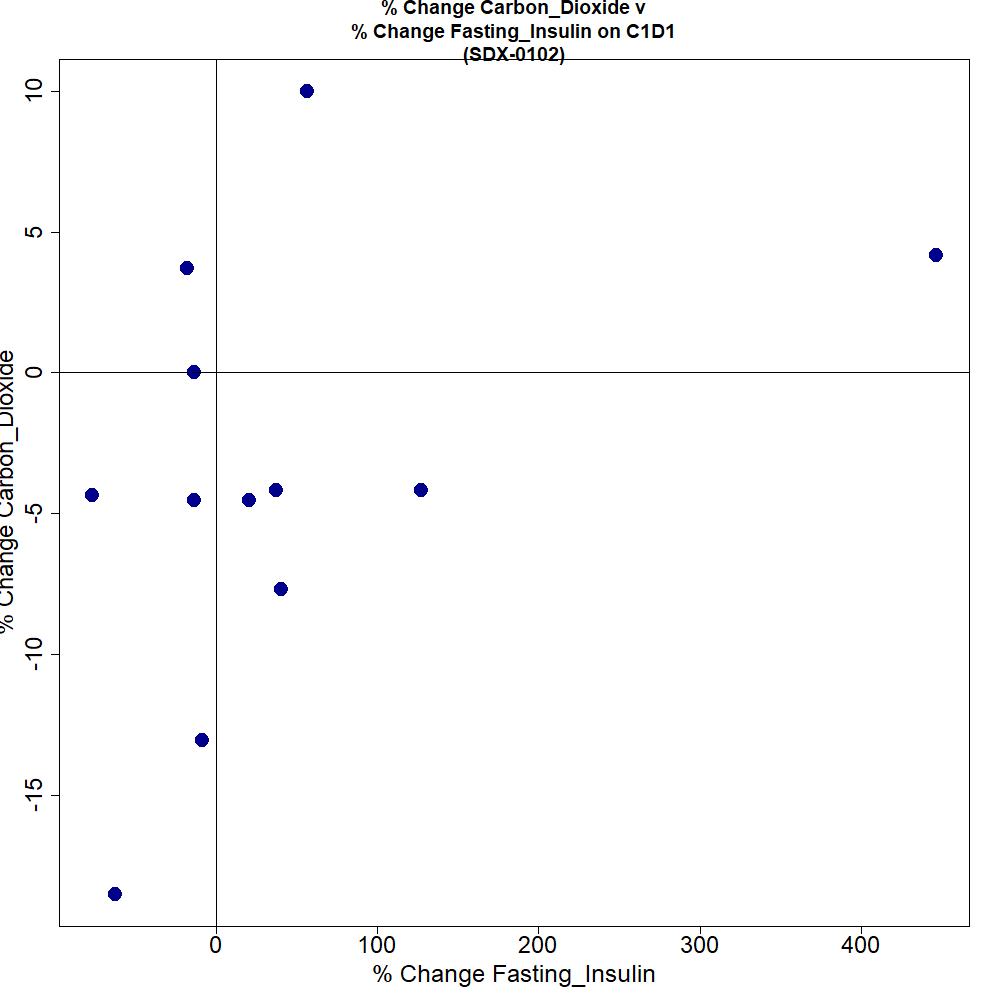 % Change Carbon_Dioxide v
% Change Fasting_Insulin on C1D1
(SDX-0102)
10
5
0
-5
-10
-15
% Change Carbon_Dioxide
0
100
200
300
400
% Change Fasting_Insulin